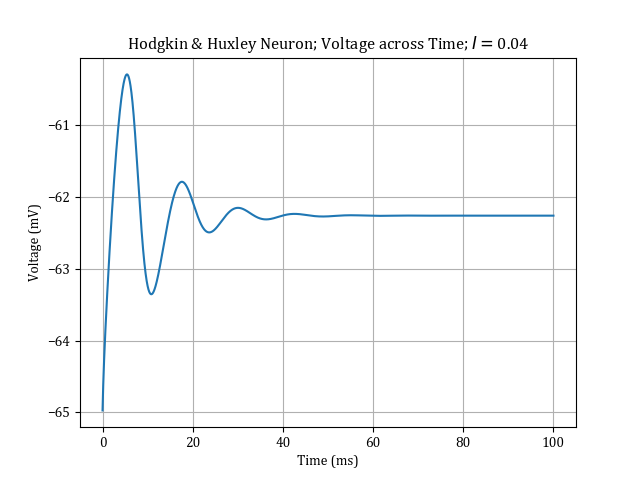 Hodgkin & Huxley Neuron; Voltage across Time; I = 0.04
−61
−62
−63
−64
−65
Voltage (mV)
0 20 40 60 80 100
Time (ms)